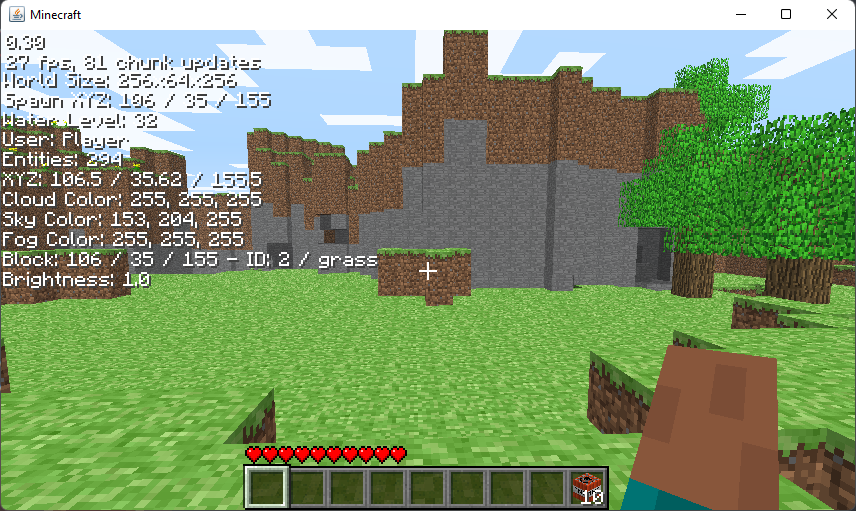 Minecraft
0.30
27 fps, 81 chunk updates
World Size: 256x64x256
Spawn XYZ: 106 / 35 / 155
Water Level: 32
User: Player
Entities: 294
XYZ: 106.5 / 35.62 / 155.5
Cloud Color: 255, 255, 255
Sky Color: 153, 204, 255
Fog Color: 255, 255, 255
Block: 106 / 35 / 155 - ID: 2 / grass
Brightness: 1.0
10